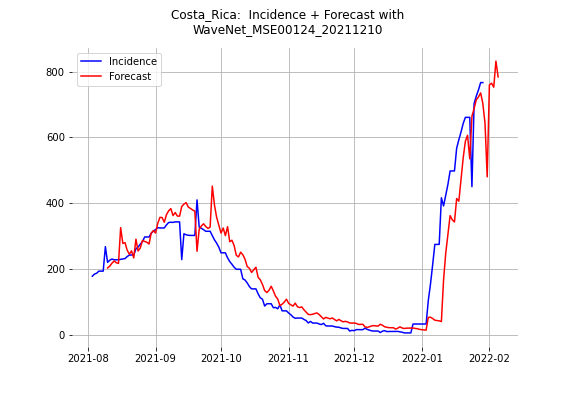 Costa_Rica:  Incidence + Forecast with
WaveNet_MSE00124_20211210
Incidence
Forecast
800
600
400
200
0
2021-08 2021-09 2021-10 2021-11 2021-12 2022-01 2022-02